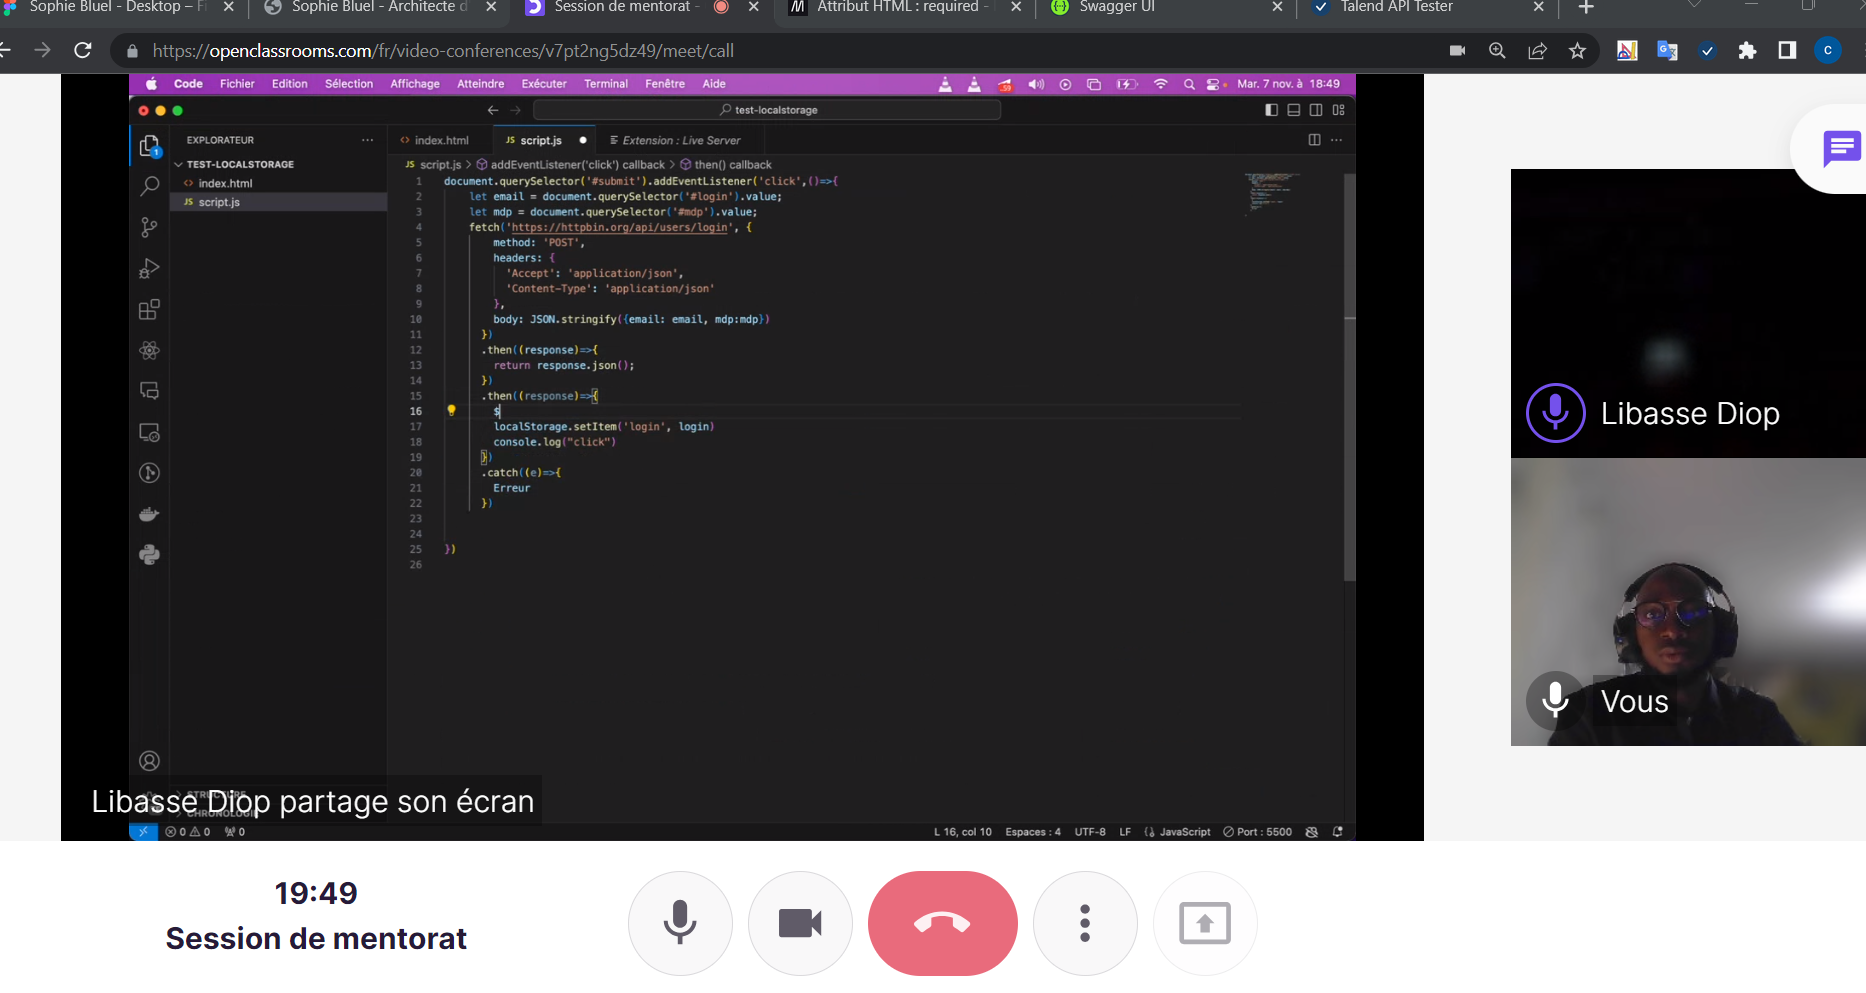 Sophie Bluel - Desktop – Fi
Sophie Bluel - Architecte d
Session de mentorat -
Attribut HTML : required -
Swagger UI
Talend API Tester
https://openclassrooms.com/fr/video-conferences/v7pt2ng5dz49/meet/call
C
Code Fichier Edition Sélection Affichage Atteindre Exécuter Terminal Fenêtre Aide
Mar. 7 nov. à 18:49
test-localstorage
EXPLORATEUR
TEST-LOCALSTORAGE
index.html
JS script.js
index.html
JS script.js
Extension : Live Server
JS script.js > addEventListener('click') callback > then() callback
1 document.querySelector('#submit').addEventListener('click',()=>{
2 let email = document.querySelector('#login').value;
3 let mdp = document.querySelector('#mdp').value;
4 fetch('https://httpbin.org/api/users/login', {
5 method: 'POST',
6 headers: {
7 'Accept': 'application/json',
8 'Content-Type': 'application/json'
9 },
10 body: JSON.stringify({email: email, mdp:mdp})
11 })
12 .then((response)=>{
13 return response.json();
14 })
15 .then((response)=>{
16 $
17 localStorage.setItem('login', login)
18 console.log("click")
19 })
20 .catch((e)=>{
21 Erreur
22 })
23
24
25 })
26
STRUCTURE
CHRONOLOGIE
Libasse Diop partage son écran
0 0 0
L 16, col 10 Espaces : 4 UTF-8 LF JavaScript Port : 5500
Libasse Diop
Vous
19:49
Session de mentorat